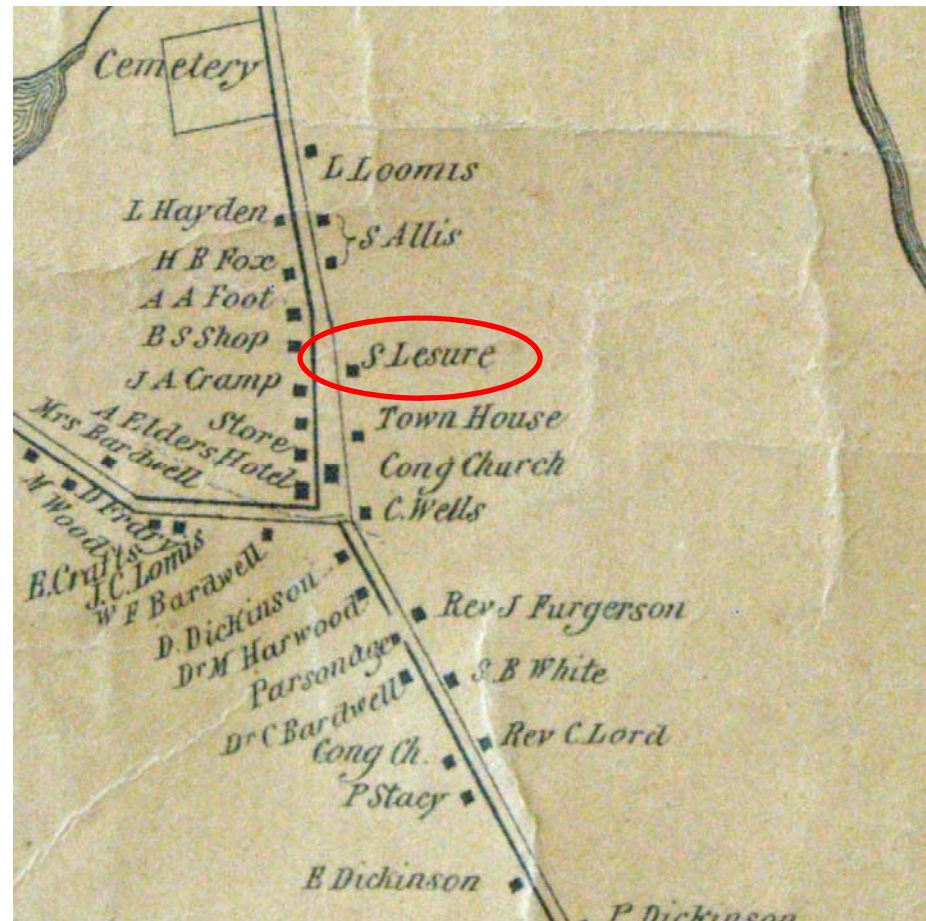 Cemetery
L Loomis
L Hayden
S Allis
H B Fox
A A Foot
B S Shop
S Lesure
J A Cramp
Store
Town House
A Elders Hotel
Mrs Bardwell
Cong Church
C. Wells
M Wood
D Frary
E. Crafts
J. C. Lomis
W F Bardwell
D. Dickinson
Dr M Harwood
Rev J Furgerson
Parsonage
S B White
Dr C Bardwell
Rev C. Lord
Cong Ch.
P Stacy
E Dickinson
P Dickinson